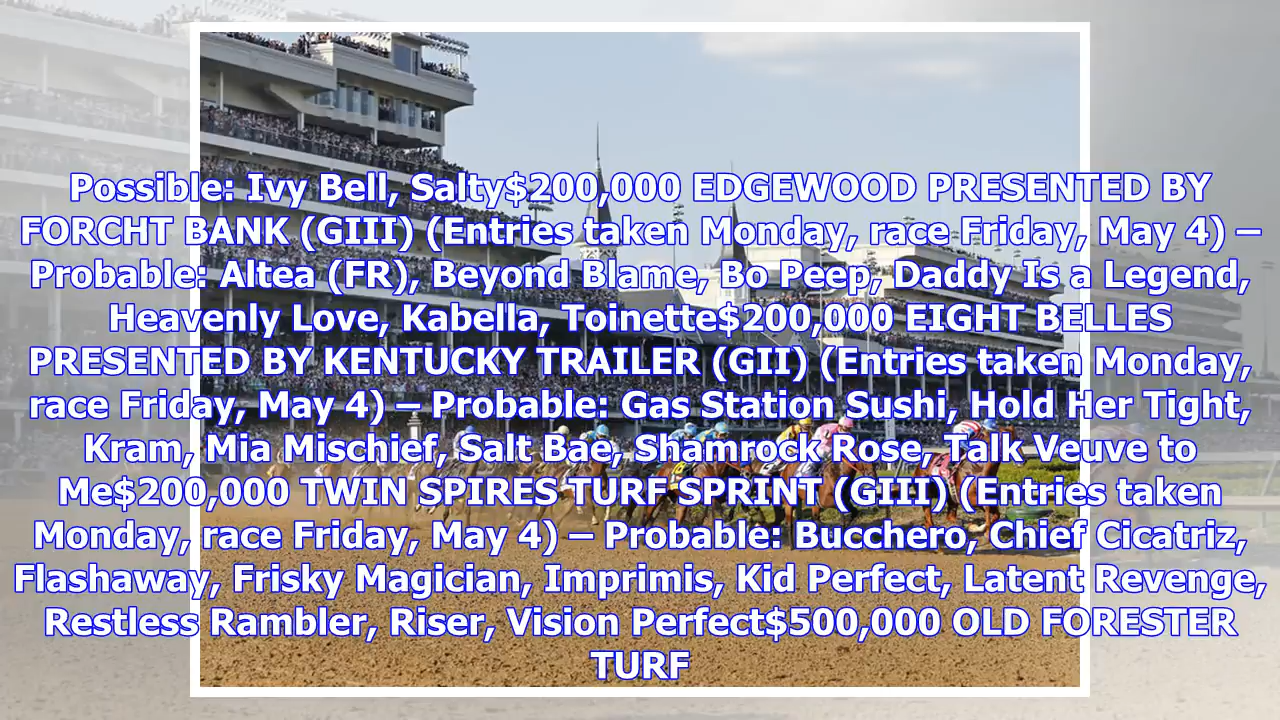 Possible: Ivy Bell, Salty$200,000 EDGEWOOD PRESENTED BY
FORCHT BANK (GIII) (Entries taken Monday, race Friday, May 4) –
Probable: Altea (FR), Beyond Blame, Bo Peep, Daddy Is a Legend,
Heavenly Love, Kabella, Toinette$200,000 EIGHT BELLES
PRESENTED BY KENTUCKY TRAILER (GII) (Entries taken Monday,
race Friday, May 4) – Probable: Gas Station Sushi, Hold Her Tight,
Kram, Mia Mischief, Salt Bae, Shamrock Rose, Talk Veuve to
Me$200,000 TWIN SPIRES TURF SPRINT (GIII) (Entries taken
Monday, race Friday, May 4) – Probable: Bucchero, Chief Cicatriz,
Flashaway, Frisky Magician, Imprimis, Kid Perfect, Latent Revenge,
Restless Rambler, Riser, Vision Perfect$500,000 OLD FORESTER
TURF